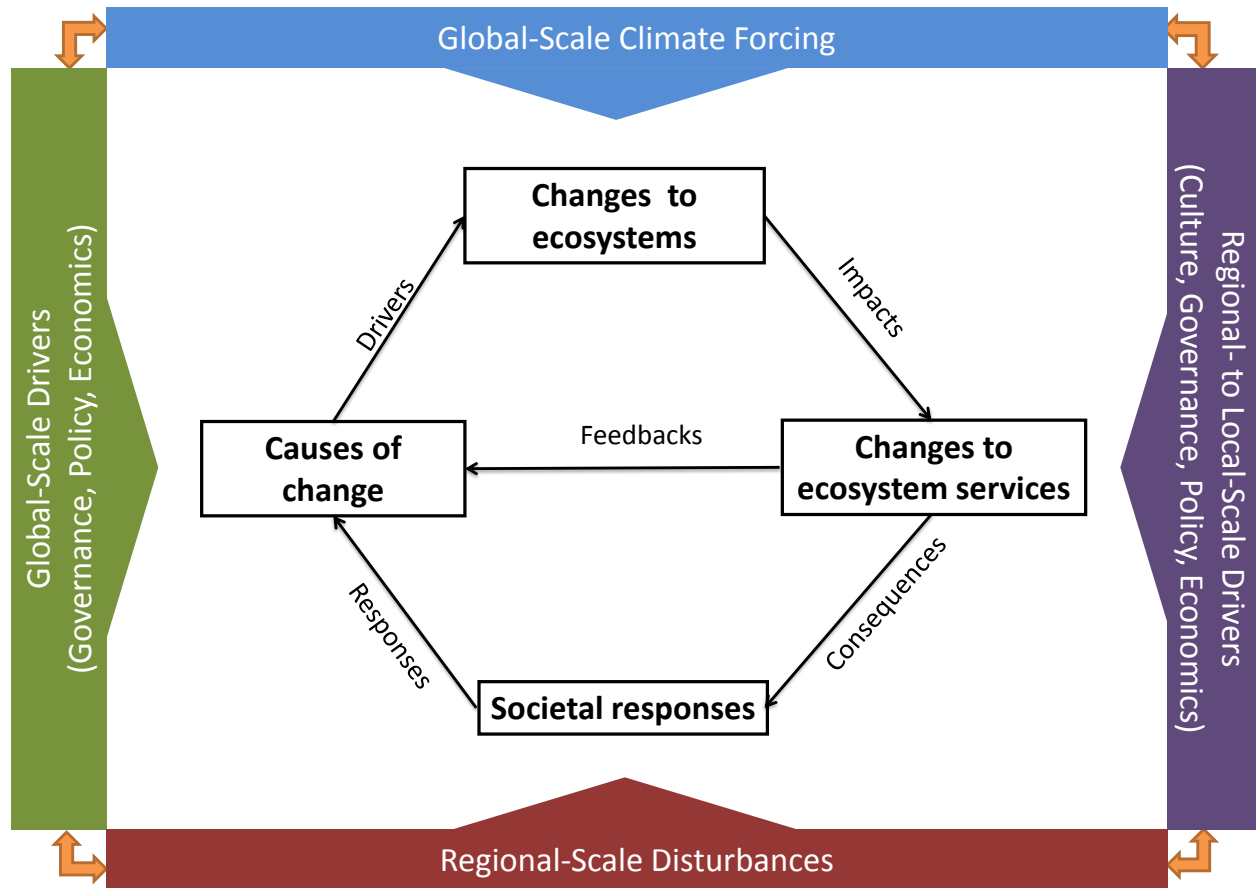 Global-Scale Climate Forcing
Global-Scale Drivers
(Governance, Policy, Economics)
Changes to
ecosystems
Drivers
Impacts
Causes of
change
Feedbacks
Changes to
ecosystem services
Responses
Consequences
Societal responses
Regional- to Local-Scale Drivers
(Culture, Governance, Policy, Economics)
Regional-Scale Disturbances